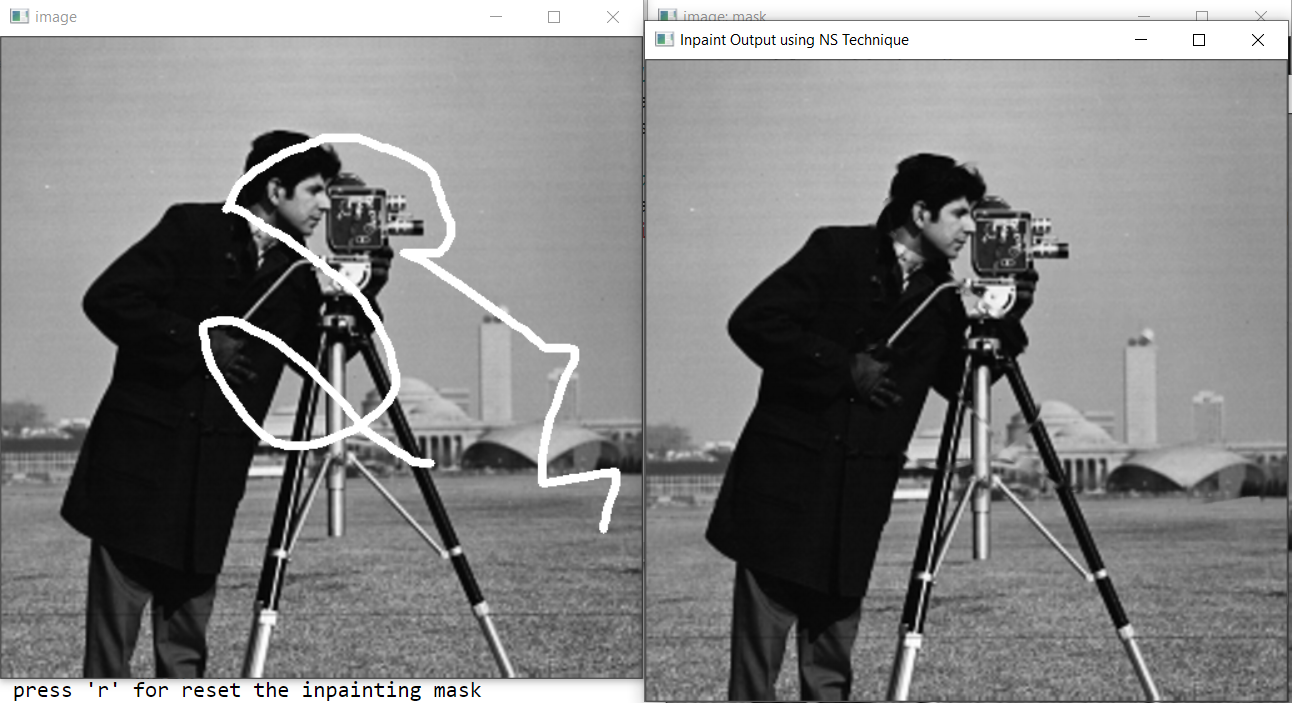 image
image: mask
Inpaint Output using NS Technique
press 'r' for reset the inpainting mask